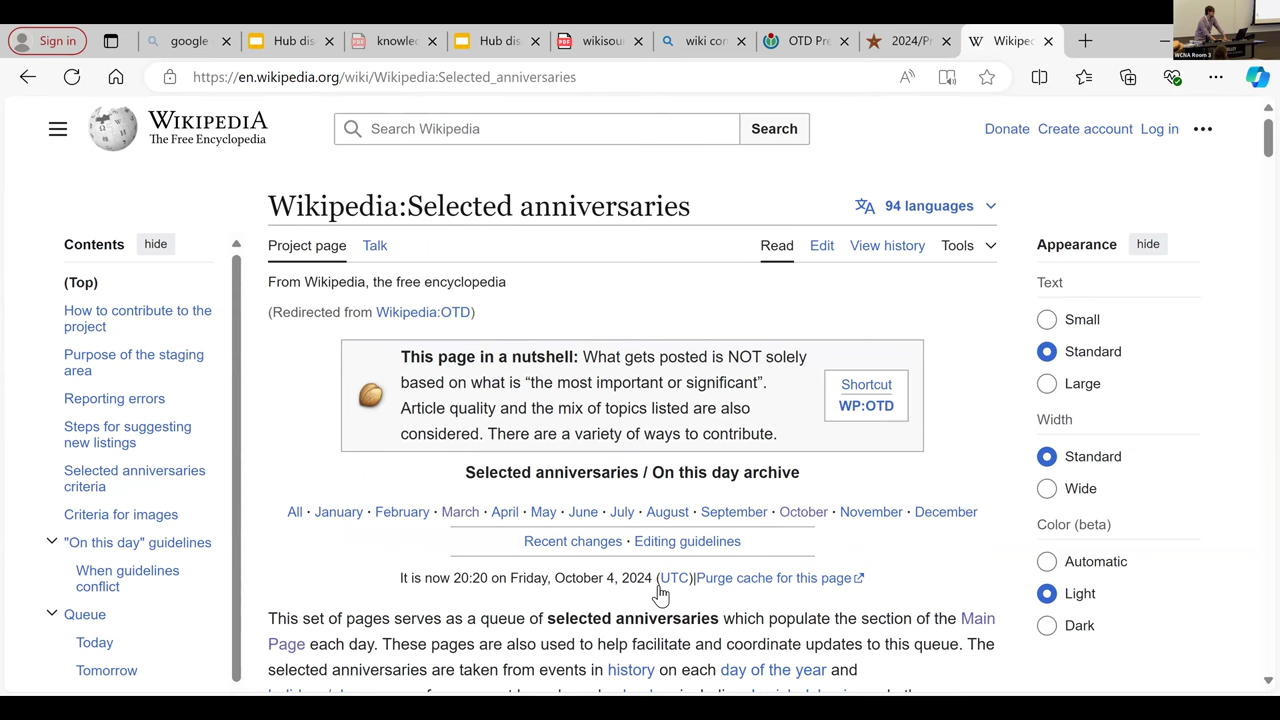 Sign in
google
Hub dis
knowle
Hub dis
wikisou
wiki cor
OTD Pre
2024/Pr
Wikipec
WCNA Room 3
https://en.wikipedia.org/wiki/Wikipedia:Selected_anniversaries
WIKIPEDIA
The Free Encyclopedia
Search Wikipedia
Search
Donate Create account Log in
Wikipedia:Selected anniversaries
94 languages
Contents hide
Project page Talk
Read Edit View history Tools
Appearance hide
(Top)
How to contribute to the
project
Purpose of the staging
area
Reporting errors
Steps for suggesting
new listings
Selected anniversaries
criteria
Criteria for images
"On this day" guidelines
When guidelines
conflict
Queue
Today
Tomorrow
From Wikipedia, the free encyclopedia
(Redirected from Wikipedia:OTD)
This page in a nutshell: What gets posted is NOT solely
based on what is “the most important or significant”.
Article quality and the mix of topics listed are also
considered. There are a variety of ways to contribute.
Shortcut
WP:OTD
Selected anniversaries / On this day archive
All · January · February · March · April · May · June · July · August · September · October · November · December
Recent changes · Editing guidelines
It is now 20:20 on Friday, October 4, 2024 (UTC)|Purge cache for this page
This set of pages serves as a queue of selected anniversaries which populate the section of the Main
Page each day. These pages are also used to help facilitate and coordinate updates to this queue. The
selected anniversaries are taken from events in history on each day of the year and
Text
Small
Standard
Large
Width
Standard
Wide
Color (beta)
Automatic
Light
Dark